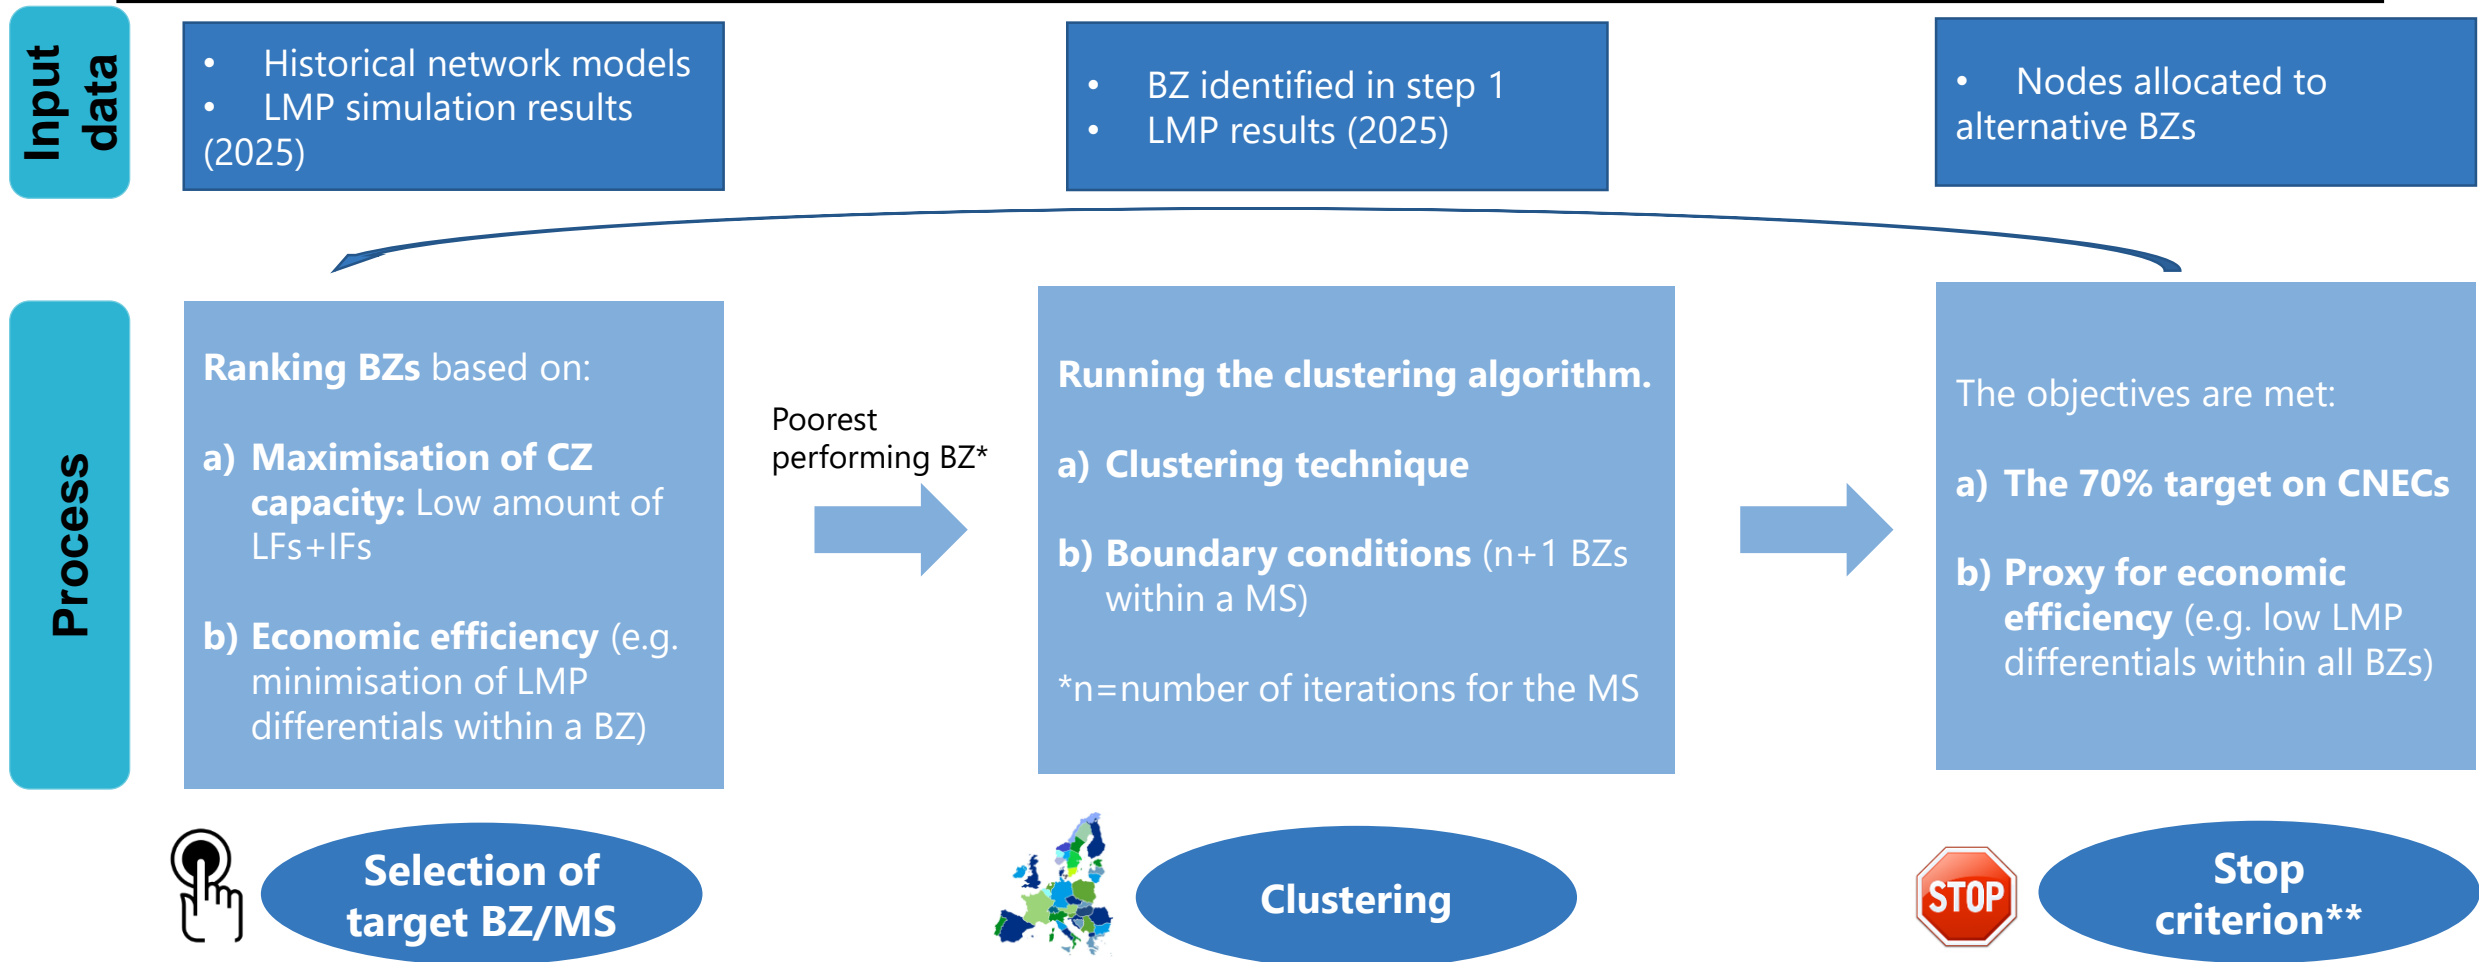 Input
data
• Historical network models
• LMP simulation results
(2025)
• BZ identified in step 1
• LMP results (2025)
• Nodes allocated to
alternative BZs
Process
Ranking BZs based on:
a) Maximisation of CZ
capacity: Low amount of
LFs+IFs
b) Economic efficiency (e.g.
minimisation of LMP
differentials within a BZ)
Poorest
performing BZ*
Running the clustering algorithm.
a) Clustering technique
b) Boundary conditions (n+1 BZs
within a MS)
*n=number of iterations for the MS
The objectives are met:
a) The 70% target on CNECs
b) Proxy for economic
efficiency (e.g. low LMP
differentials within all BZs)
Selection of
target BZ/MS
Clustering
STOP
Stop
criterion**